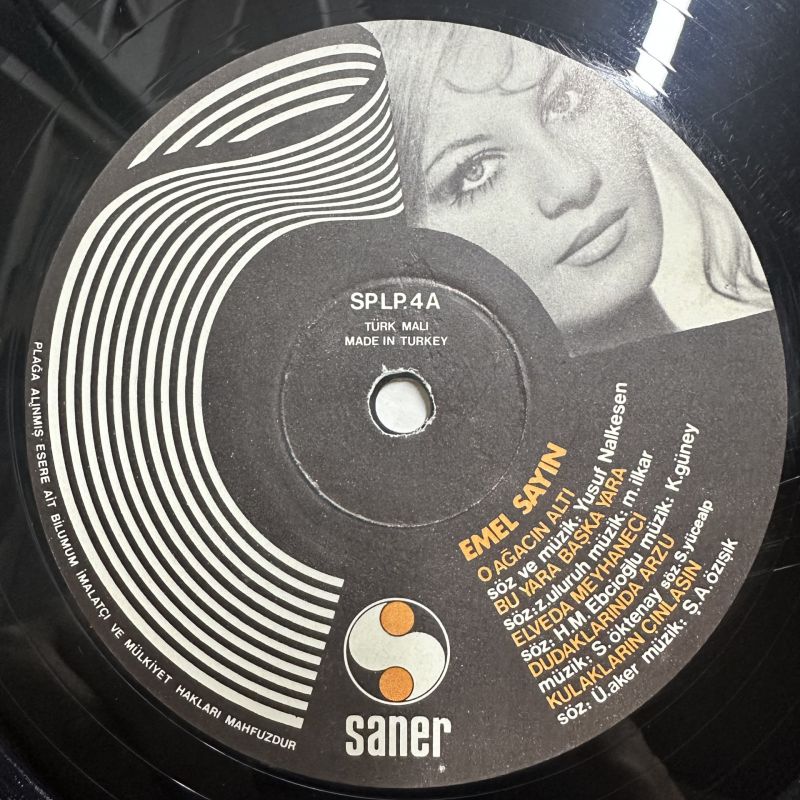 SPLP.4A
TÜRK MALI
MADE IN TURKEY
EMEL SAYIN
O AĞACIN ALTI
söz ve müzik: Yusuf Nalkesen
BU YARA BAŞKA YARA
söz: z.uluruh müzik: m.ilkar
ELVEDA MEYHANECİ
söz: H.M. Ebcioğlu müzik: K.güney
DUDAKLARINDA ARZU
müzik: S. öktenay söz: S.yücealp
KULAKLARIN ÇINLASIN
söz: Ü.aker müzik: Ş.A.özışık
saner
PLAĞA ALINMIŞ ESERE AİT BİLUMUM İMALATÇI VE MÜLKİYET HAKLARI MAHFUZDUR